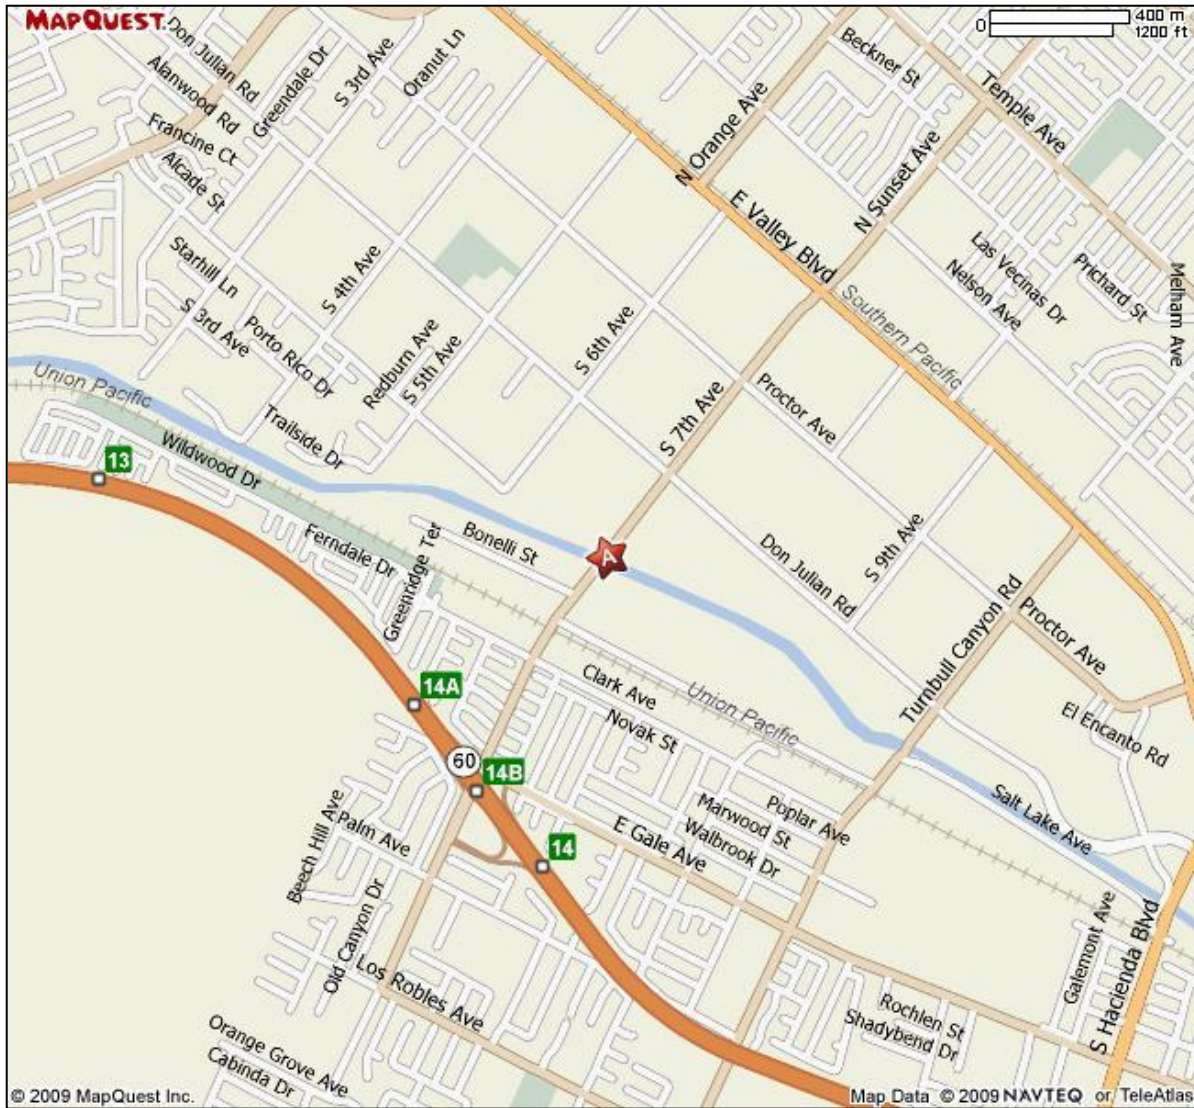 MAPQUEST.
0
400 m
1200 ft
Don Julian Rd
Alanwood Rd
Francine Ct
Alcade St
Greendale Dr
S 3rd Ave
Oranut Ln
N Orange Ave
Beckner St
Temple Ave
N Sunset Ave
E Valley Blvd
Southern Pacific
Las Vecinas Dr
Nelson Ave
Prichard St
Melham Ave
Starhill Ln
S 4th Ave
S 3rd Ave
Porto Rico Dr
Redburn Ave
S 5th Ave
S 6th Ave
S 7th Ave
Proctor Ave
Union Pacific
Trailside Dr
Wildwood Dr
13
Ferndale Dr
Greenridge Ter
Bonelli St
A
Don Julian Rd
S 9th Ave
Turnbull Canyon Rd
Proctor Ave
El Encanto Rd
14A
Clark Ave
Union Pacific
Novak St
60
14B
Salt Lake Ave
Poplar Ave
Marwood St
Walbrook Dr
E Gale Ave
Beech Hill Ave
Palm Ave
14
Old Canyon Dr
Los Robles Ave
Galemont Ave
S Hacienda Blvd
Rochlen St
Shadybend Dr
Orange Grove Ave
Cabinda Dr
© 2009 MapQuest Inc.
Map Data © 2009 NAVTEQ or TeleAtlas